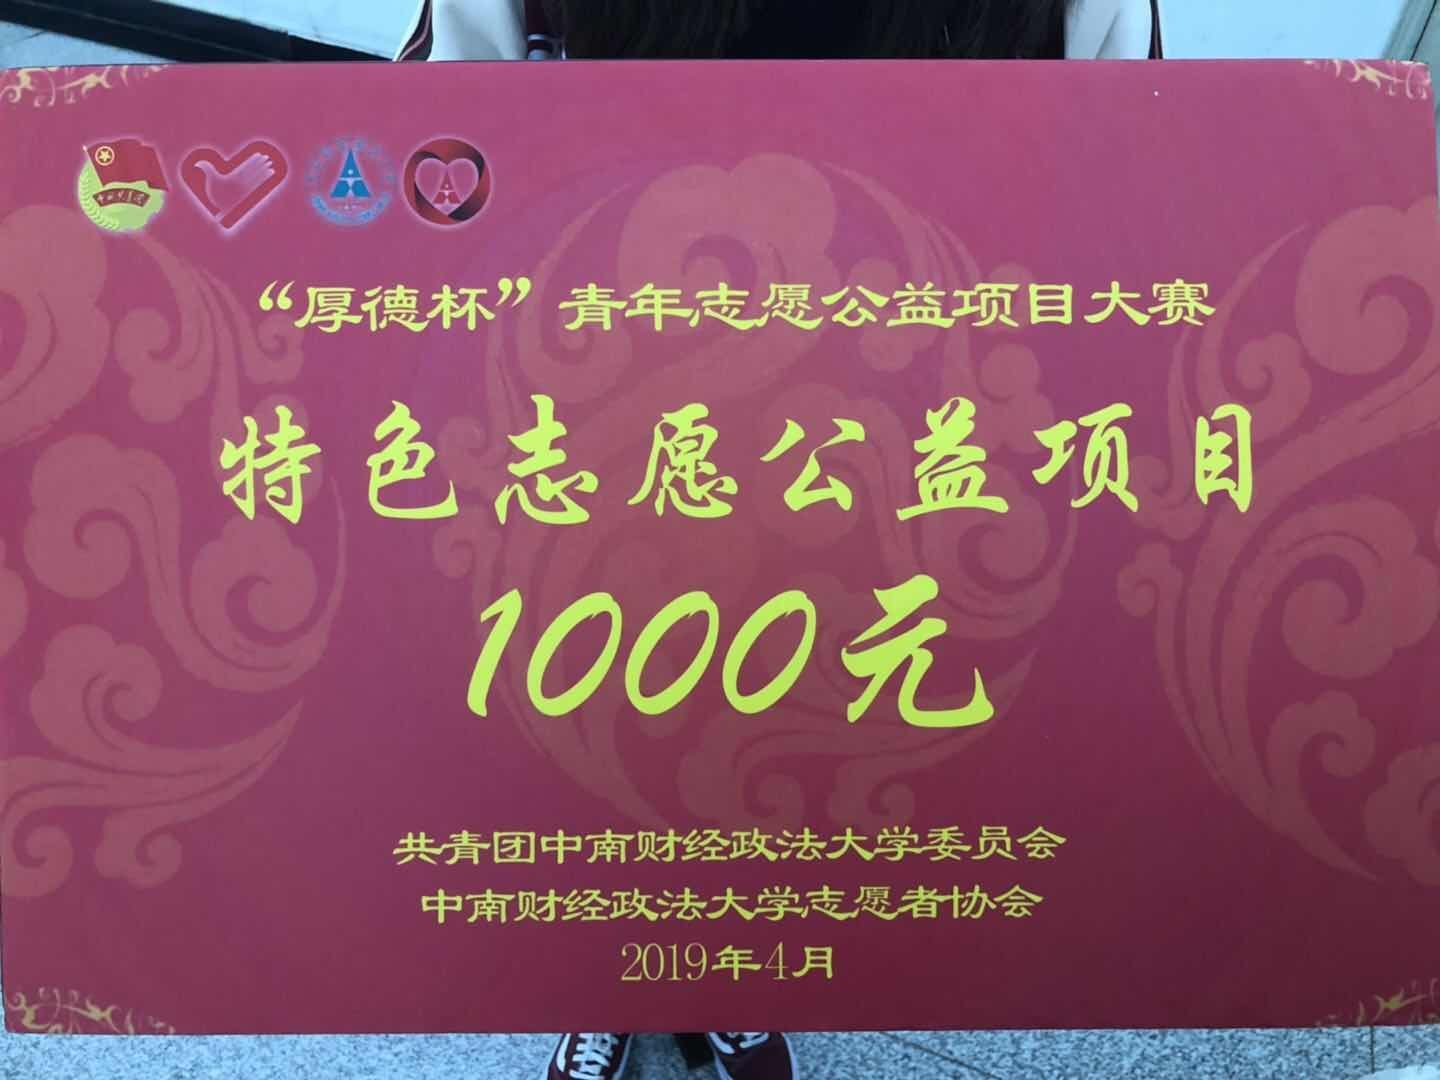 “厚德杯”青年志愿公益项目大赛
特色志愿公益项目
1000元
共青团中南财经政法大学委员会
中南财经政法大学志愿者协会
2019年4月